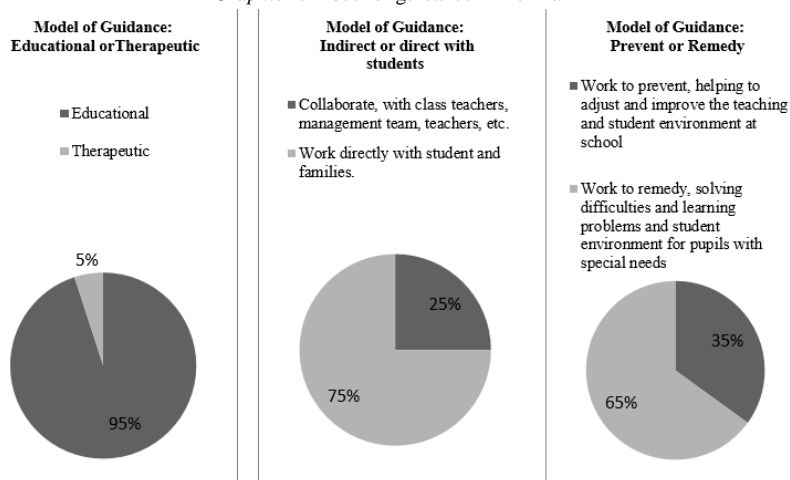 Model of Guidance:
Educational orTherapeutic
Educational
Therapeutic
5%
95%
Model of Guidance:
Indirect or direct with
students
Collaborate, with class teachers,
management team, teachers, etc.
Work directly with student and
families.
25%
75%
Model of Guidance:
Prevent or Remedy
Work to prevent, helping to
adjust and improve the teaching
and student environment at
school
Work to remedy, solving
difficulties and learning
problems and student
environment for pupils with
special needs
35%
65%